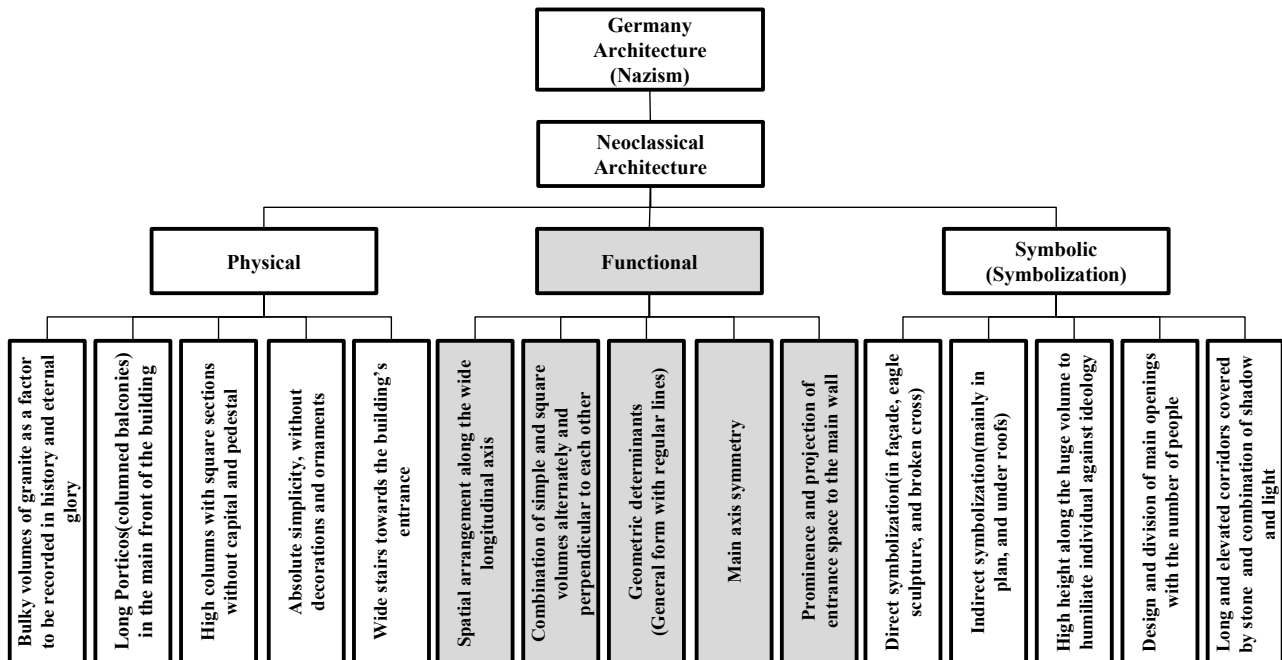 Germany
Architecture
(Nazism)
Neoclassical
Architecture
Physical
Functional
Symbolic
(Symbolization)
Bulky volumes of granite as a factor
to be recorded in history and eternal
glory
Long Porticos(columned balconies)
in the main front of the building
High columns with square sections
without capital and pedestal
Absolute simplicity, without
decorations and ornaments
Wide stairs towards the building’s
entrance
Spatial arrangement along the wide
longitudinal axis
Combination of simple and square
volumes alternately and
perpendicular to each other
Geometric determinants
(General form with regular lines)
Main axis symmetry
Prominence and projection of
entrance space to the main wall
Direct symbolization(in façade, eagle
sculpture, and broken cross)
Indirect symbolization(mainly in
plan, and under roofs)
High height along the huge volume to
humiliate individual against ideology
Design and division of main openings
with the number of people
Long and elevated corridors covered
by stone and combination of shadow
and light